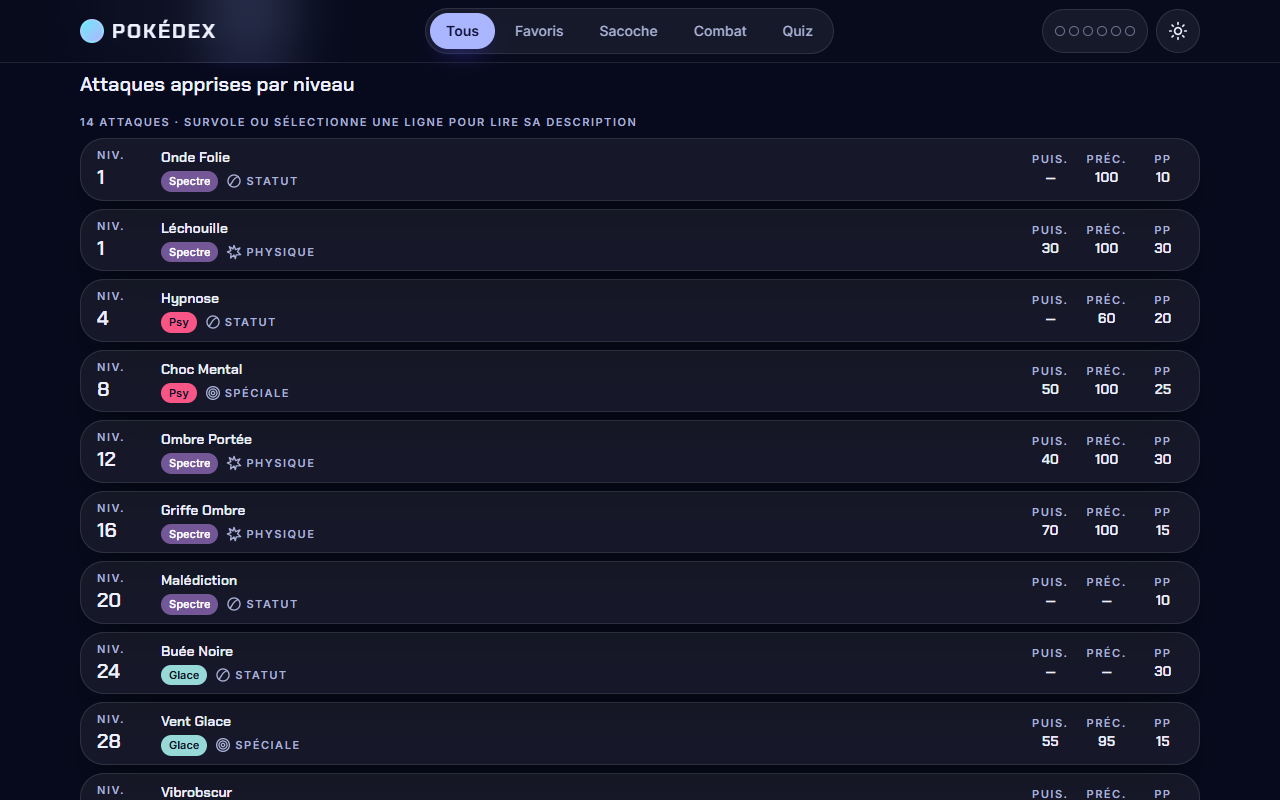 POKÉDEX
Tous Favoris Sacoche Combat Quiz
Attaques apprises par niveau
14 ATTAQUES · SURVOLE OU SÉLECTIONNE UNE LIGNE POUR LIRE SA DESCRIPTION
NIV. Onde Folie PUIS. PRÉC. PP
1 Spectre STATUT — 100 10
NIV. Léchouille PUIS. PRÉC. PP
1 Spectre PHYSIQUE 30 100 30
NIV. Hypnose PUIS. PRÉC. PP
4 Psy STATUT — 60 20
NIV. Choc Mental PUIS. PRÉC. PP
8 Psy SPÉCIALE 50 100 25
NIV. Ombre Portée PUIS. PRÉC. PP
12 Spectre PHYSIQUE 40 100 30
NIV. Griffe Ombre PUIS. PRÉC. PP
16 Spectre PHYSIQUE 70 100 15
NIV. Malédiction PUIS. PRÉC. PP
20 Spectre STATUT — — 10
NIV. Buée Noire PUIS. PRÉC. PP
24 Glace STATUT — — 30
NIV. Vent Glace PUIS. PRÉC. PP
28 Glace SPÉCIALE 55 95 15
NIV. Vibrobscur PUIS. PRÉC. PP